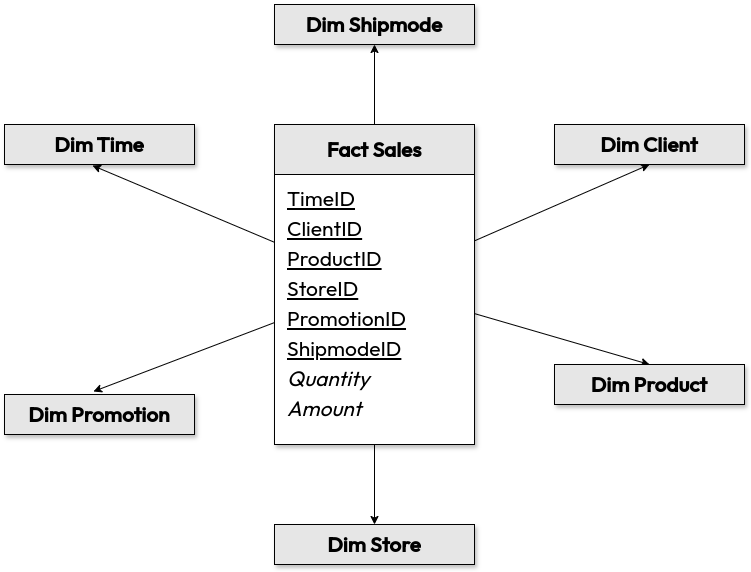 Dim Shipmode
Dim Time
Fact Sales
Dim Client
TimeID
ClientID
ProductID
StoreID
PromotionID
ShipmodeID
Quantity
Amount
Dim Product
Dim Promotion
Dim Store